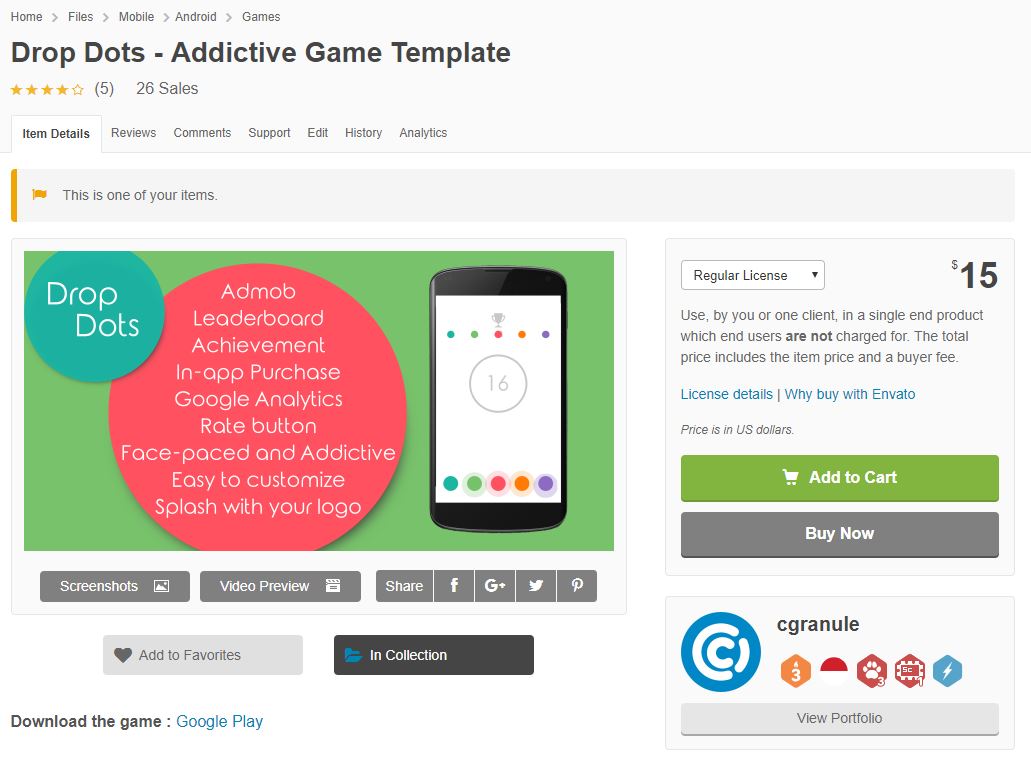 Home > Files > Mobile > Android > Games
Drop Dots - Addictive Game Template
(5) 26 Sales
Item Details Reviews Comments Support Edit History Analytics
This is one of your items.
Drop
Dots
Admob
Leaderboard
Achievement
In-app Purchase
Google Analytics
Rate button
Face-paced and Addictive
Easy to customize
Splash with your logo
16
Screenshots Video Preview Share f G+
Add to Favorites In Collection
Download the game : Google Play
Regular License $15
Use, by you or one client, in a single end product
which end users are not charged for. The total
price includes the item price and a buyer fee.
License details | Why buy with Envato
Price is in US dollars.
Add to Cart
Buy Now
cgranule
3 3 SC 1
View Portfolio